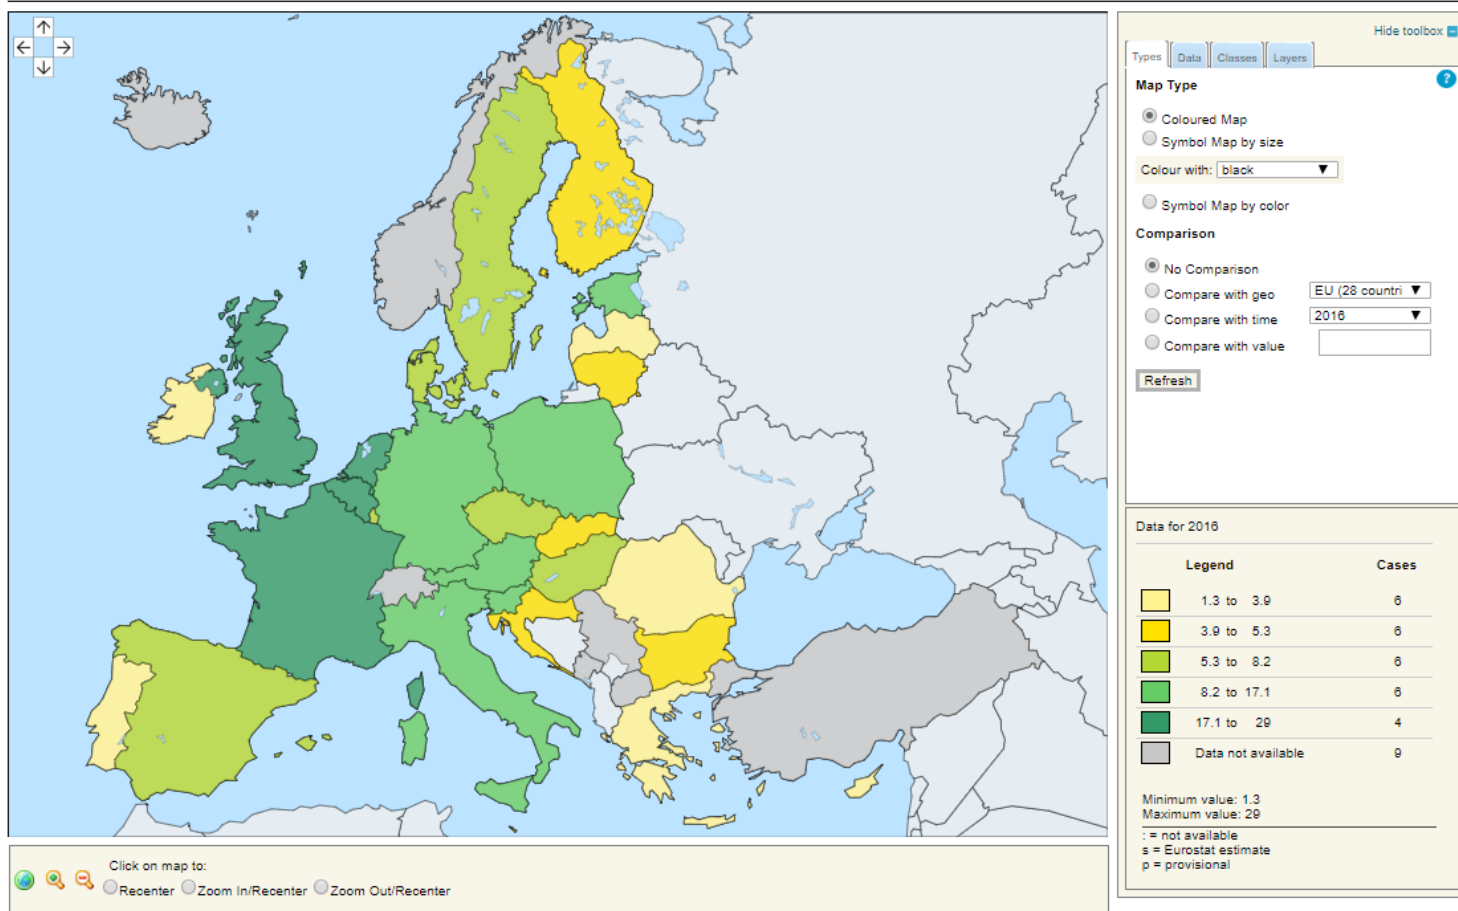 Hide toolbox
Types Data Classes Layers
Map Type
?
Coloured Map
Symbol Map by size
Colour with: black
Symbol Map by color
Comparison
No Comparison
Compare with geo EU (28 countri
Compare with time 2016
Compare with value
Refresh
Data for 2016
Legend Cases
1.3 to 3.9 6
3.9 to 5.3 6
5.3 to 8.2 6
8.2 to 17.1 6
17.1 to 29 4
Data not available 9
Minimum value: 1.3
Maximum value: 29
: = not available
s = Eurostat estimate
p = provisional
Click on map to:
Recenter Zoom In/Recenter Zoom Out/Recenter